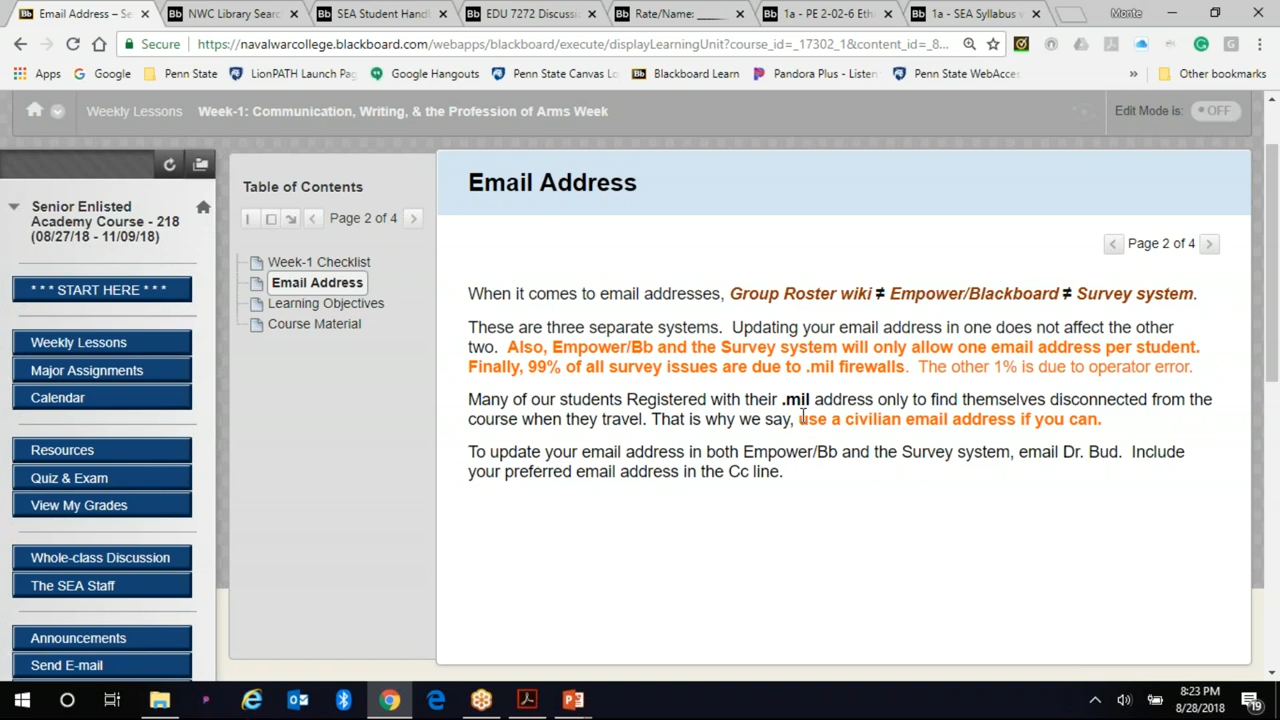 Email Address – Se
NWC Library Searc
SEA Student Handb
EDU 7272 Discussi
Rate/Name: _____
1a - PE 2-02-6 Eth
1a - SEA Syllabus v
Monte
Secure
https://navalwarcollege.blackboard.com/webapps/blackboard/execute/displayLearningUnit?course_id=_17302_1&content_id=_8...
Apps
Google
Penn State
LionPATH Launch Pag
Google Hangouts
Penn State Canvas Lo
Blackboard Learn
Pandora Plus - Listen
Penn State WebAcces
»
Other bookmarks
Weekly Lessons
Week-1: Communication, Writing, & the Profession of Arms Week
Edit Mode is:
OFF
Senior Enlisted
Academy Course - 218
(08/27/18 - 11/09/18)
* * * START HERE * * *
Weekly Lessons
Major Assignments
Calendar
Resources
Quiz & Exam
View My Grades
Whole-class Discussion
The SEA Staff
Announcements
Send E-mail
Table of Contents
Page 2 of 4
Week-1 Checklist
Email Address
Learning Objectives
Course Material
Email Address
Page 2 of 4
When it comes to email addresses, Group Roster wiki ≠ Empower/Blackboard ≠ Survey system.
These are three separate systems. Updating your email address in one does not affect the other
two. Also, Empower/Bb and the Survey system will only allow one email address per student.
Finally, 99% of all survey issues are due to .mil firewalls. The other 1% is due to operator error.
Many of our students Registered with their .mil address only to find themselves disconnected from the
course when they travel. That is why we say, use a civilian email address if you can.
To update your email address in both Empower/Bb and the Survey system, email Dr. Bud. Include
your preferred email address in the Cc line.
8:23 PM
8/28/2018
19